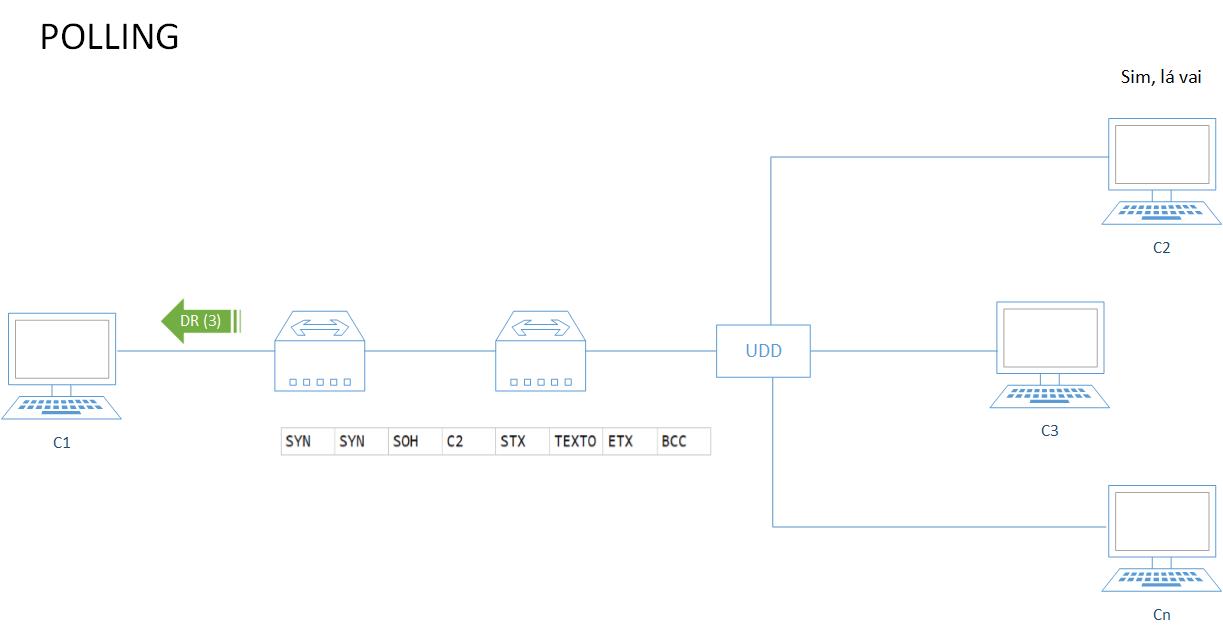 POLLING
Sim, lá vai
C2
DR (3)
UDD
C3
C1
SYN SYN SOH C2 STX TEXTO ETX BCC
Cn